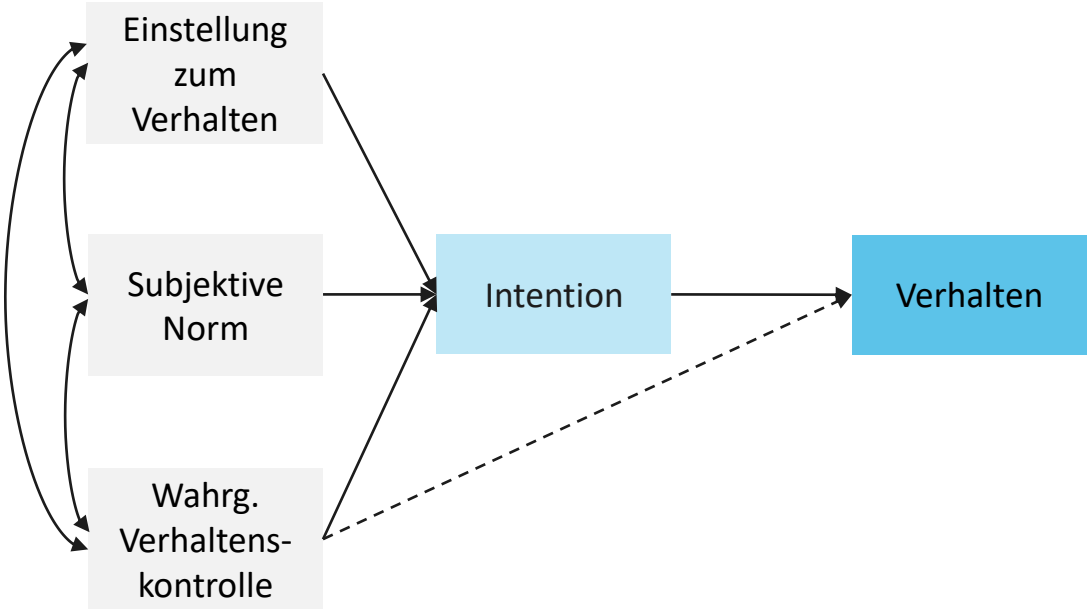 Einstellung
zum
Verhalten
Subjektive
Norm
Intention
Verhalten
Wahrg.
Verhaltens-
kontrolle